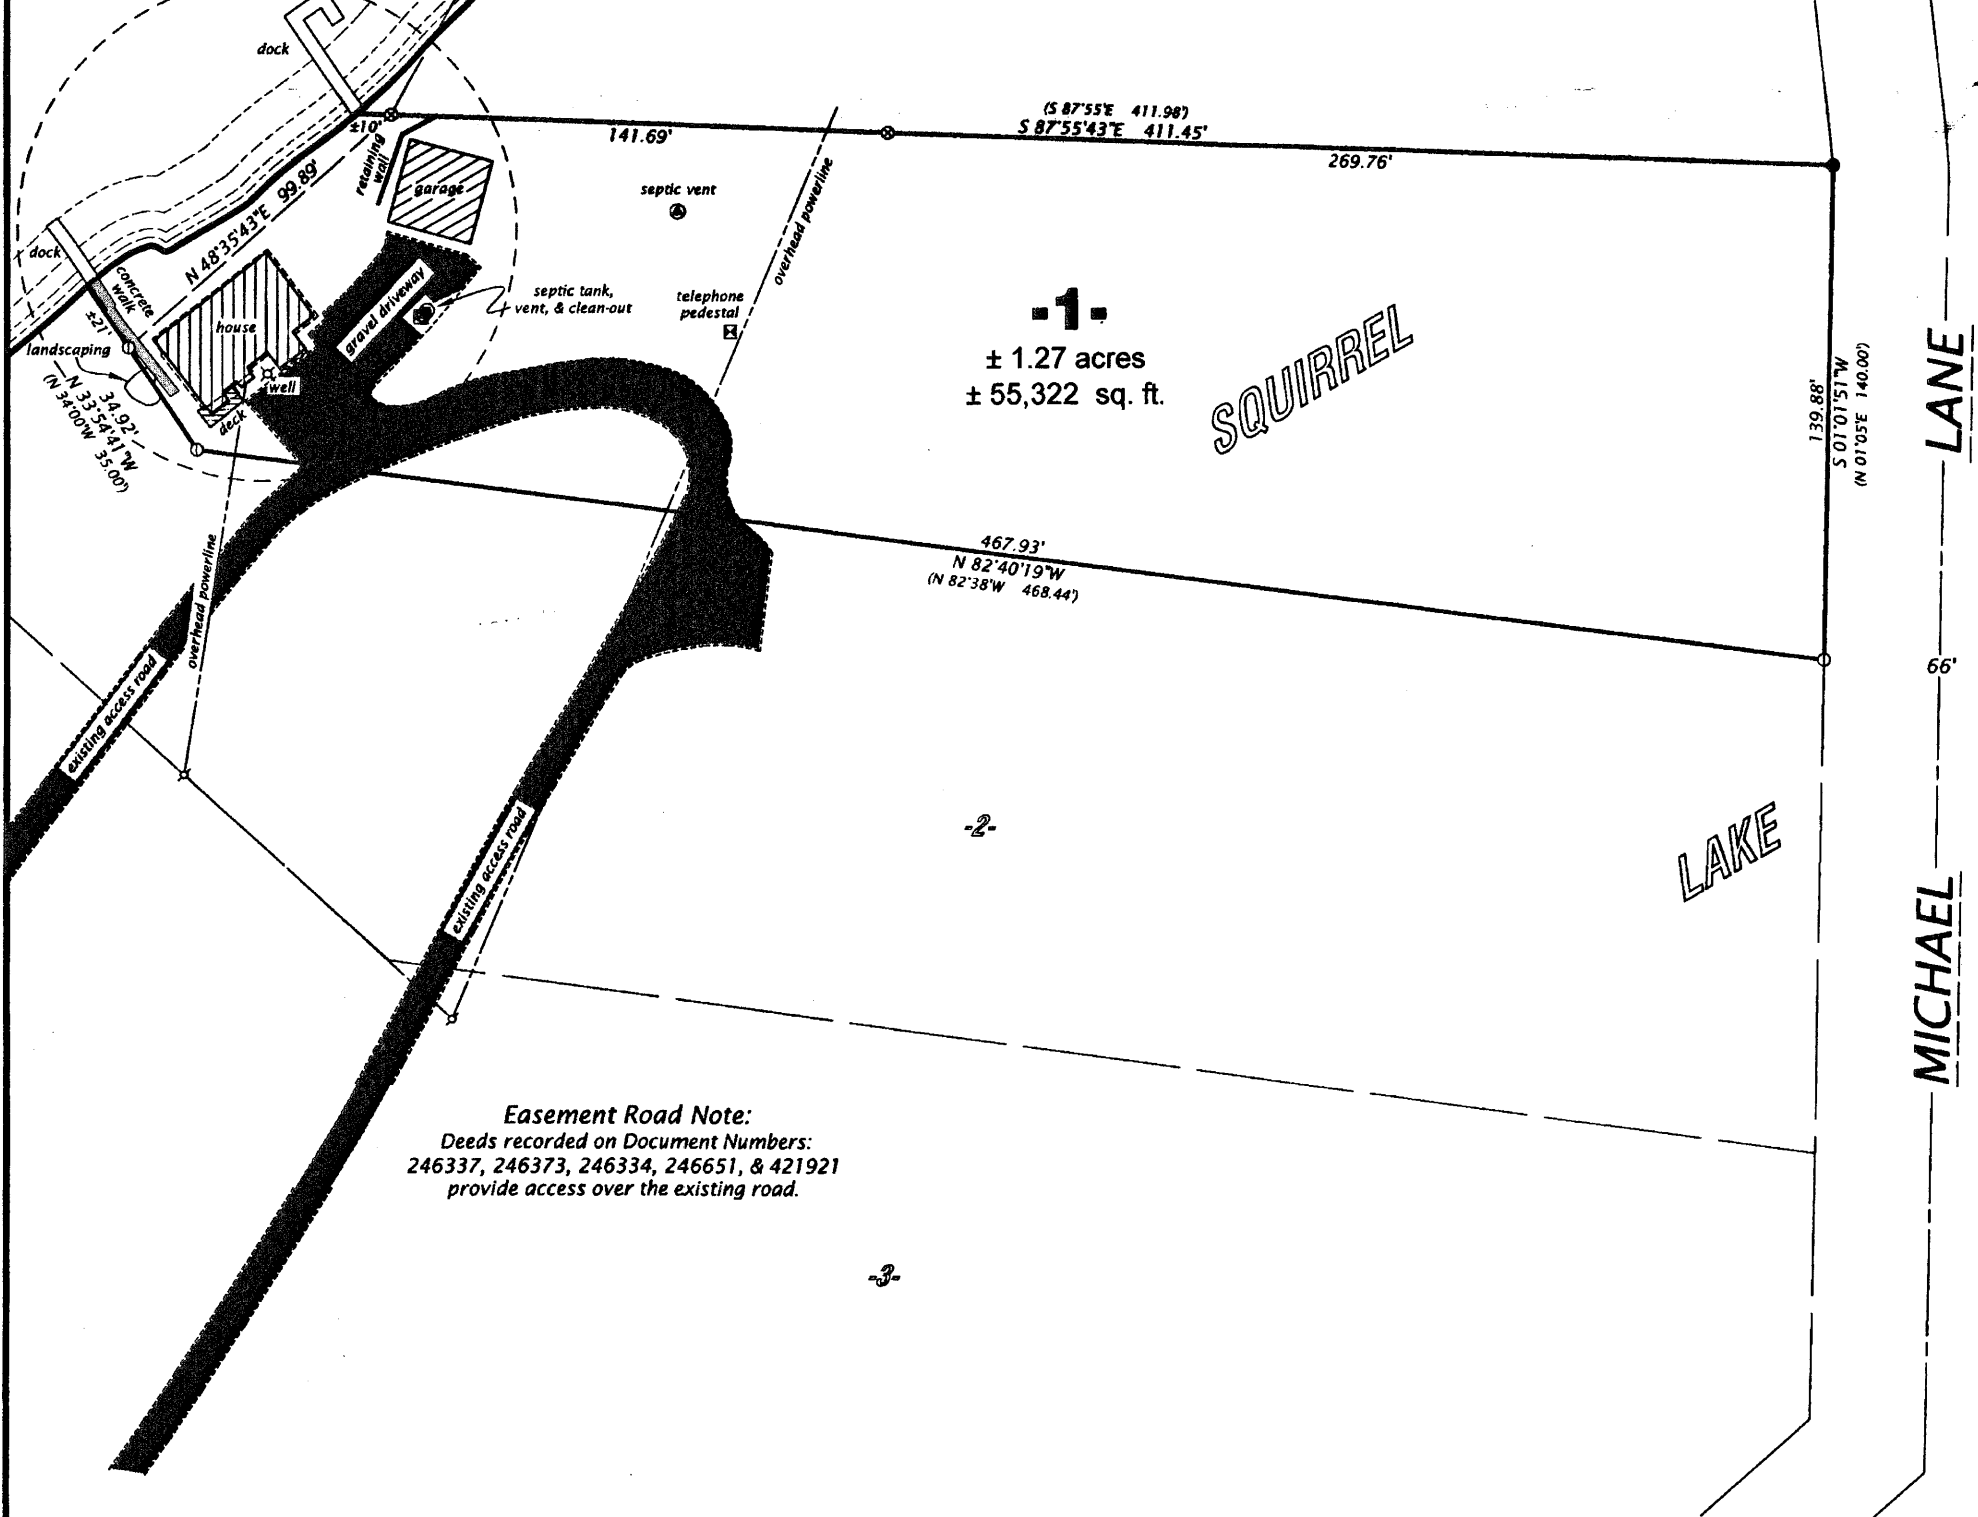 dock
(S 87°55'E 411.98')
S 87°55'43"E 411.45'
±10'
141.69'
269.76'
retaining
wall
garage
septic vent
overhead powerline
N 48°35'43"E 99.89'
dock
concrete
walk
±21'
gravel driveway
septic tank,
vent, & clean-out
telephone
pedestal
-1-
± 1.27 acres
± 55,322 sq. ft.
SQUIRREL
house
landscaping
well
deck
34.92'
N 33°54'41"W
(N 34°00'W 35.00')
139.88'
S 01°01'51"W
(N 01°05'E 140.00')
LANE
467.93'
N 82°40'19"W
(N 82°38'W 468.44')
overhead powerline
existing access road
66'
-2-
LAKE
existing access road
MICHAEL
Easement Road Note:
Deeds recorded on Document Numbers:
246337, 246373, 246334, 246651, & 421921
provide access over the existing road.
-3-